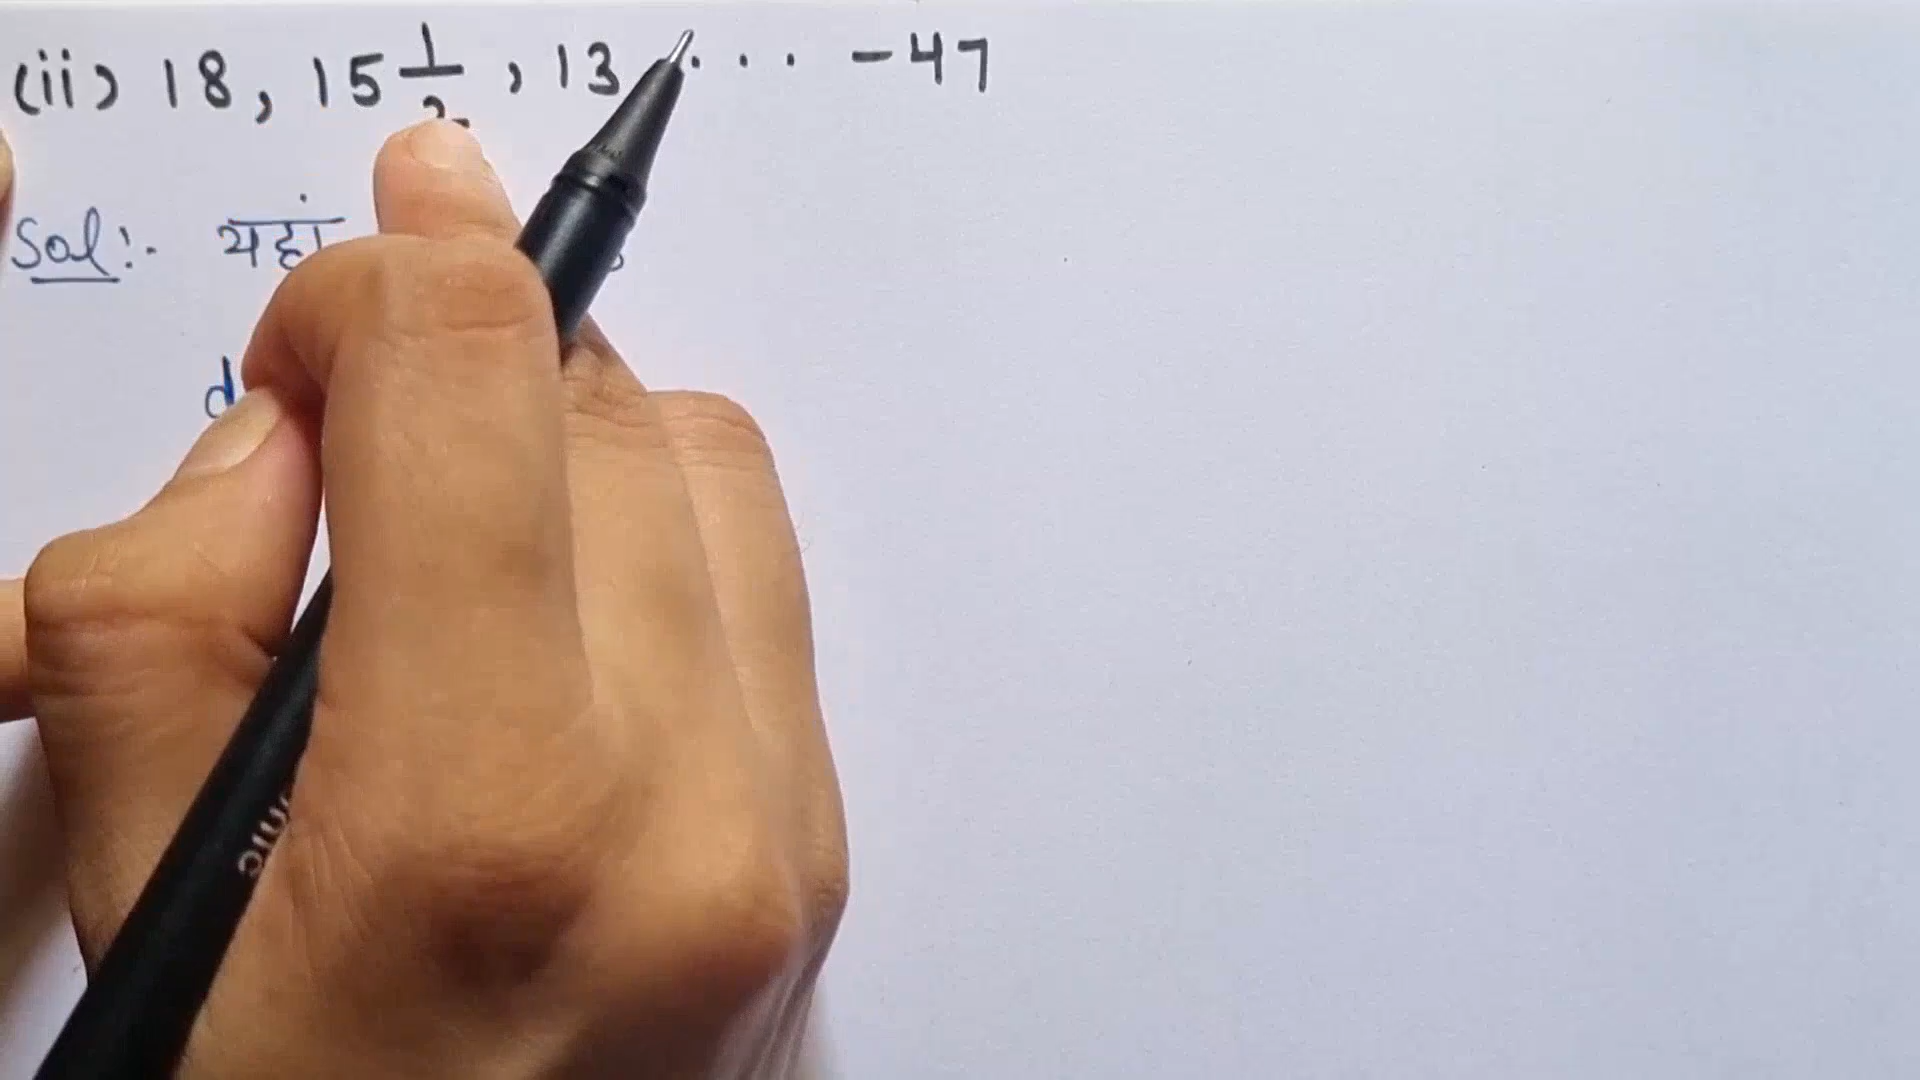 (ii) 18, 15 1/2, 13 ... -47
Sol:- यहां
d